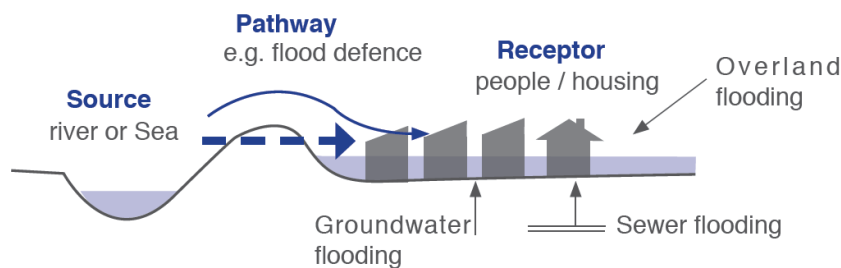 Pathway
e.g. flood defence
Receptor
people / housing
Overland
flooding
Source
river or Sea
Groundwater
flooding
Sewer flooding